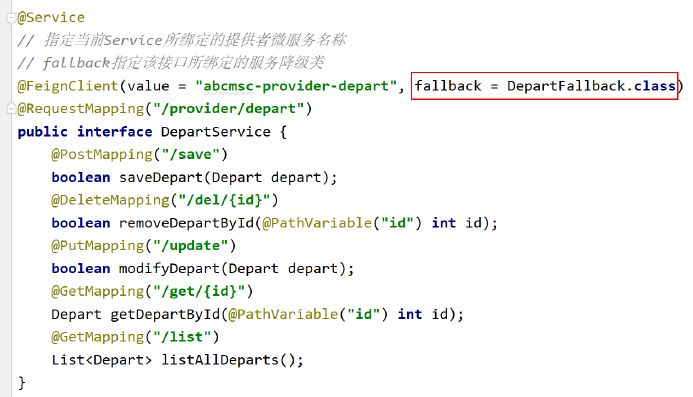 @Service
// 指定当前Service所绑定的提供者微服务名称
// fallback指定该接口所绑定的服务降级类
@FeignClient(value = "abcmsc-provider-depart", fallback = DepartFallback.class)
@RequestMapping("/provider/depart")
public interface DepartService {
    @PostMapping("/save")
    boolean saveDepart(Depart depart);
    @DeleteMapping("/del/{id}")
    boolean removeDepartById(@PathVariable("id") int id);
    @PutMapping("/update")
    boolean modifyDepart(Depart depart);
    @GetMapping("/get/{id}")
    Depart getDepartById(@PathVariable("id") int id);
    @GetMapping("/list")
    List<Depart> listAllDeparts();
}